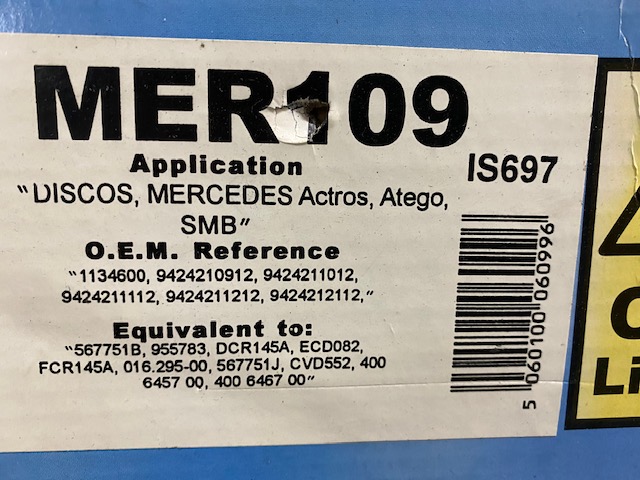 MER109
Application
IS697
"DISCOS, MERCEDES Actros, Atego,
SMB"
O.E.M. Reference
"1134600, 9424210912, 9424211012,
9424211112, 9424211212, 9424212112,"
Equivalent to:
"567751B, 955783, DCR145A, ECD082,
FCR145A, 016.295-00, 567751J, CVD552, 400
6457 00, 400 6467 00"
5 060100 060996